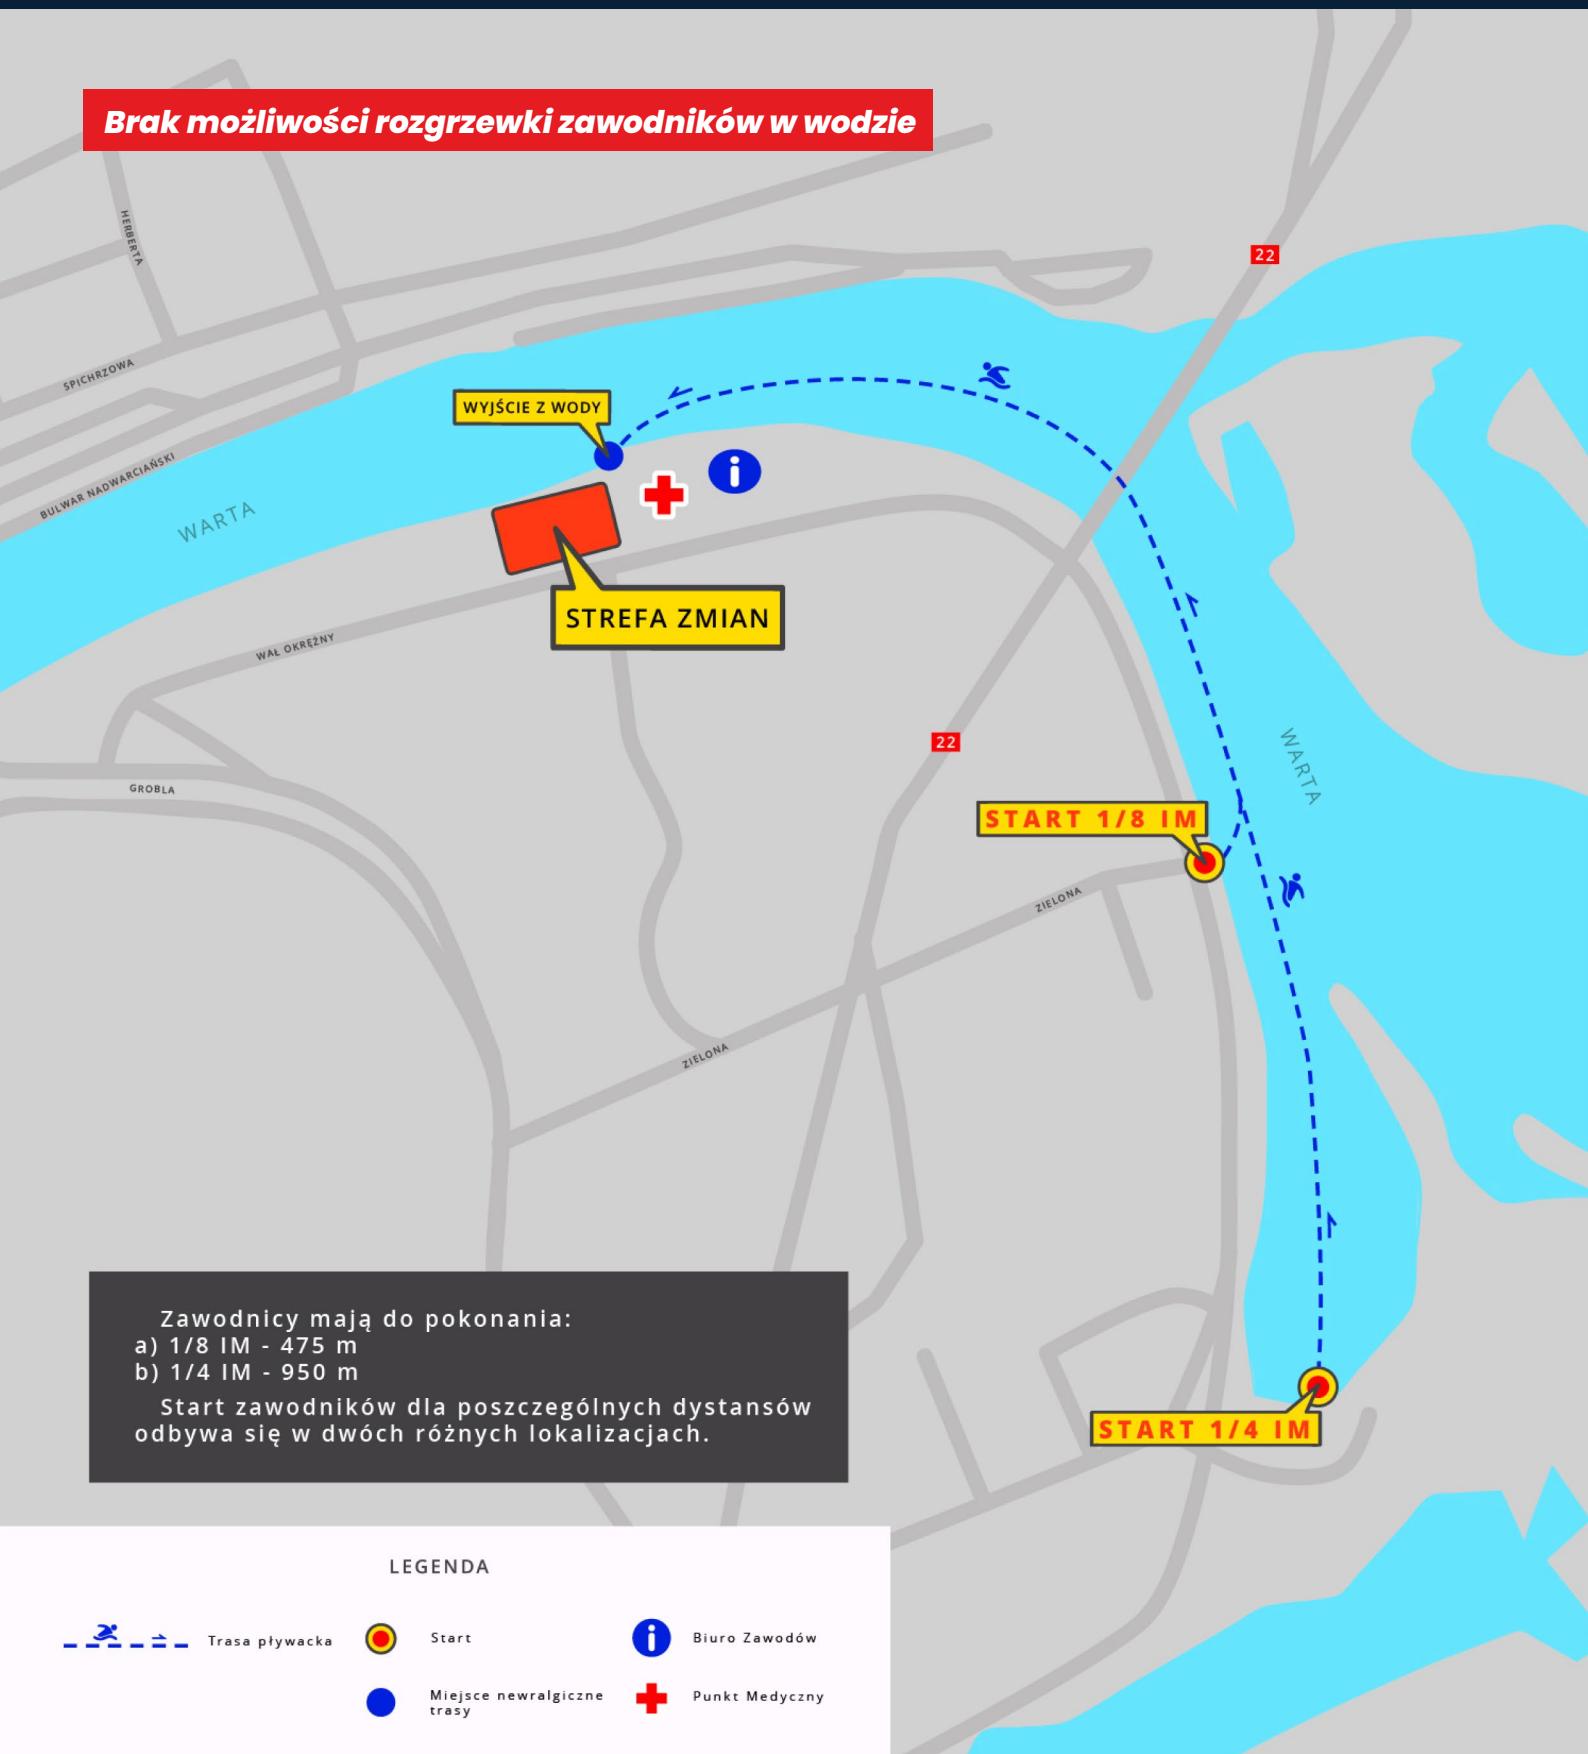 Brak możliwości rozgrzewki zawodników w wodzie
HERBERTA
22
SPICHRZOWA
WYJŚCIE Z WODY
BULWAR NADWARCIAŃSKI
WARTA
STREFA ZMIAN
WAŁ OKRĘŻNY
22
WARTA
GROBLA
START 1/8 IM
ZIELONA
ZIELONA
Zawodnicy mają do pokonania:
a) 1/8 IM - 475 m
b) 1/4 IM - 950 m
Start zawodników dla poszczególnych dystansów
odbywa się w dwóch różnych lokalizacjach.
START 1/4 IM
LEGENDA
Trasa pływacka
Start
Biuro Zawodów
Miejsce newralgiczne
trasy
Punkt Medyczny